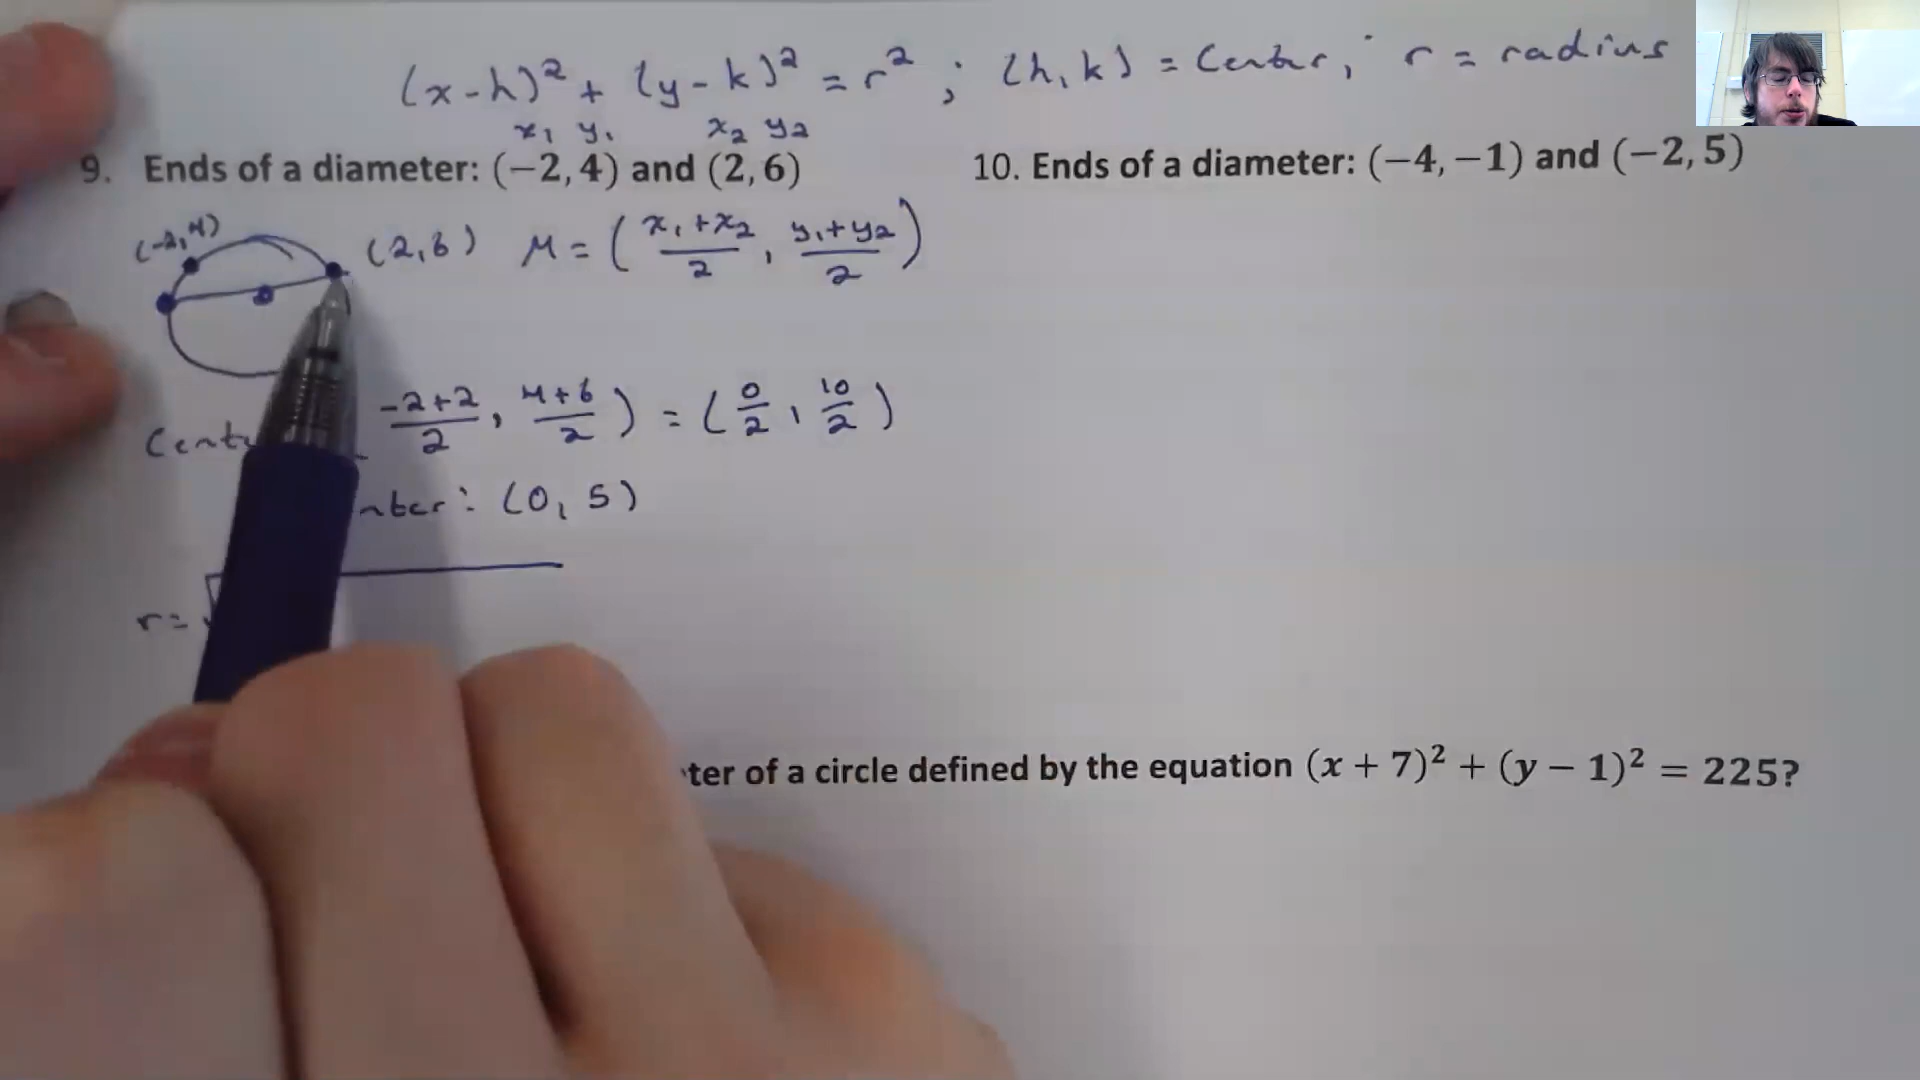 (x-h)² + (y-k)² = r² ; (h, k) = Center, r = radius
x₁ y₁ x₂ y₂
9. Ends of a diameter: (−2, 4) and (2, 6)
10. Ends of a diameter: (−4, −1) and (−2, 5)
(-2, 4)
(2, 6)
M = ( x₁+x₂ / 2 , y₁+y₂ / 2 )
-2+2 / 2 , 4+6 / 2 ) = ( 0/2 , 10/2 )
: (0, 5)
r = √
of a circle defined by the equation (x + 7)² + (y − 1)² = 225?